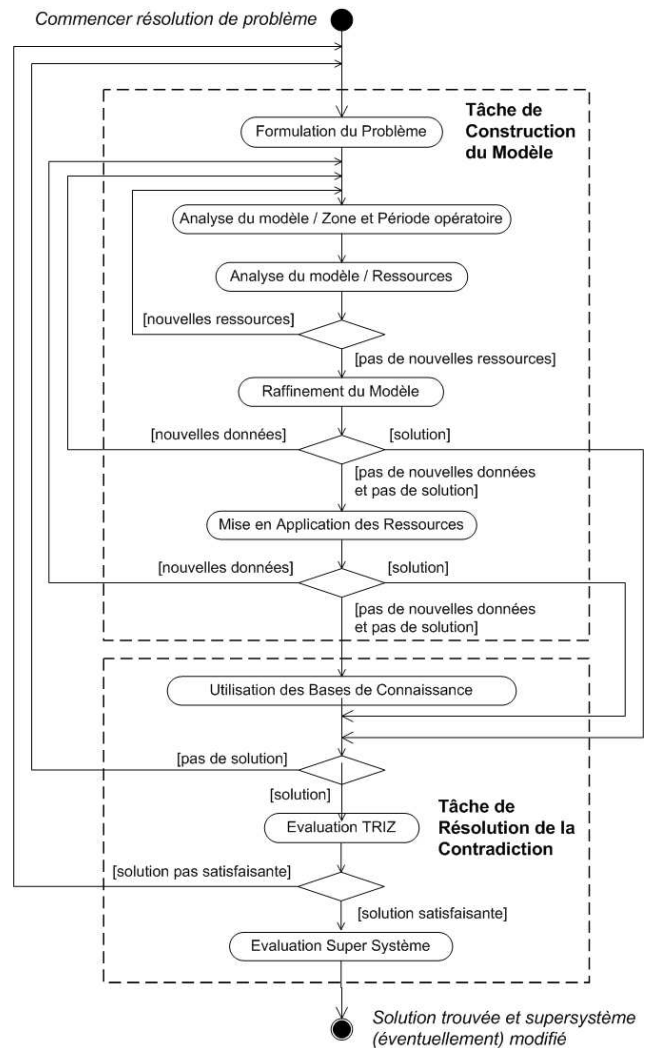 Commencer résolution de problème
Tâche de
Construction
du Modèle
Formulation du Problème
Analyse du modèle / Zone et Période opératoire
Analyse du modèle / Ressources
[nouvelles ressources]
[pas de nouvelles ressources]
Raffinement du Modèle
[nouvelles données]
[solution]
[pas de nouvelles données
et pas de solution]
Mise en Application des Ressources
[nouvelles données]
[solution]
[pas de nouvelles données
et pas de solution]
Utilisation des Bases de Connaissance
[pas de solution]
[solution]
Tâche de
Résolution de la
Contradiction
Evaluation TRIZ
[solution pas satisfaisante]
[solution satisfaisante]
Evaluation Super Système
Solution trouvée et supersystème
(éventuellement) modifié